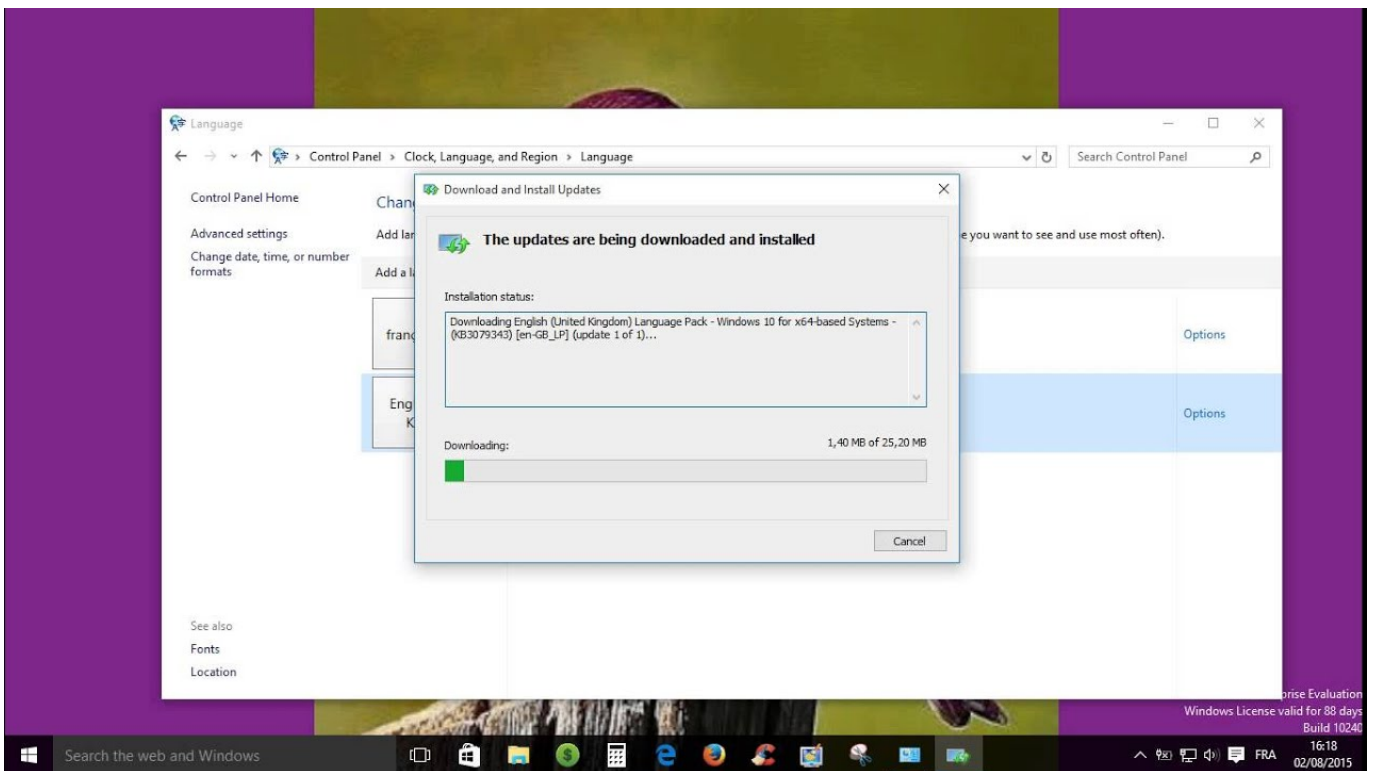 Language
Control Panel › Clock, Language, and Region › Language
Search Control Panel
Control Panel Home
Advanced settings
Change date, time, or number
formats
See also
Fonts
Location
Chan
Add lan
e you want to see and use most often).
Add a la
franç
Options
Eng
K
Options
Download and Install Updates
The updates are being downloaded and installed
Installation status:
Downloading English (United Kingdom) Language Pack - Windows 10 for x64-based Systems -
(KB3079343) [en-GB_LP] (update 1 of 1)...
Downloading:
1,40 MB of 25,20 MB
Cancel
prise Evaluation
Windows License valid for 88 days
Build 10240
Search the web and Windows
FRA
16:18
02/08/2015